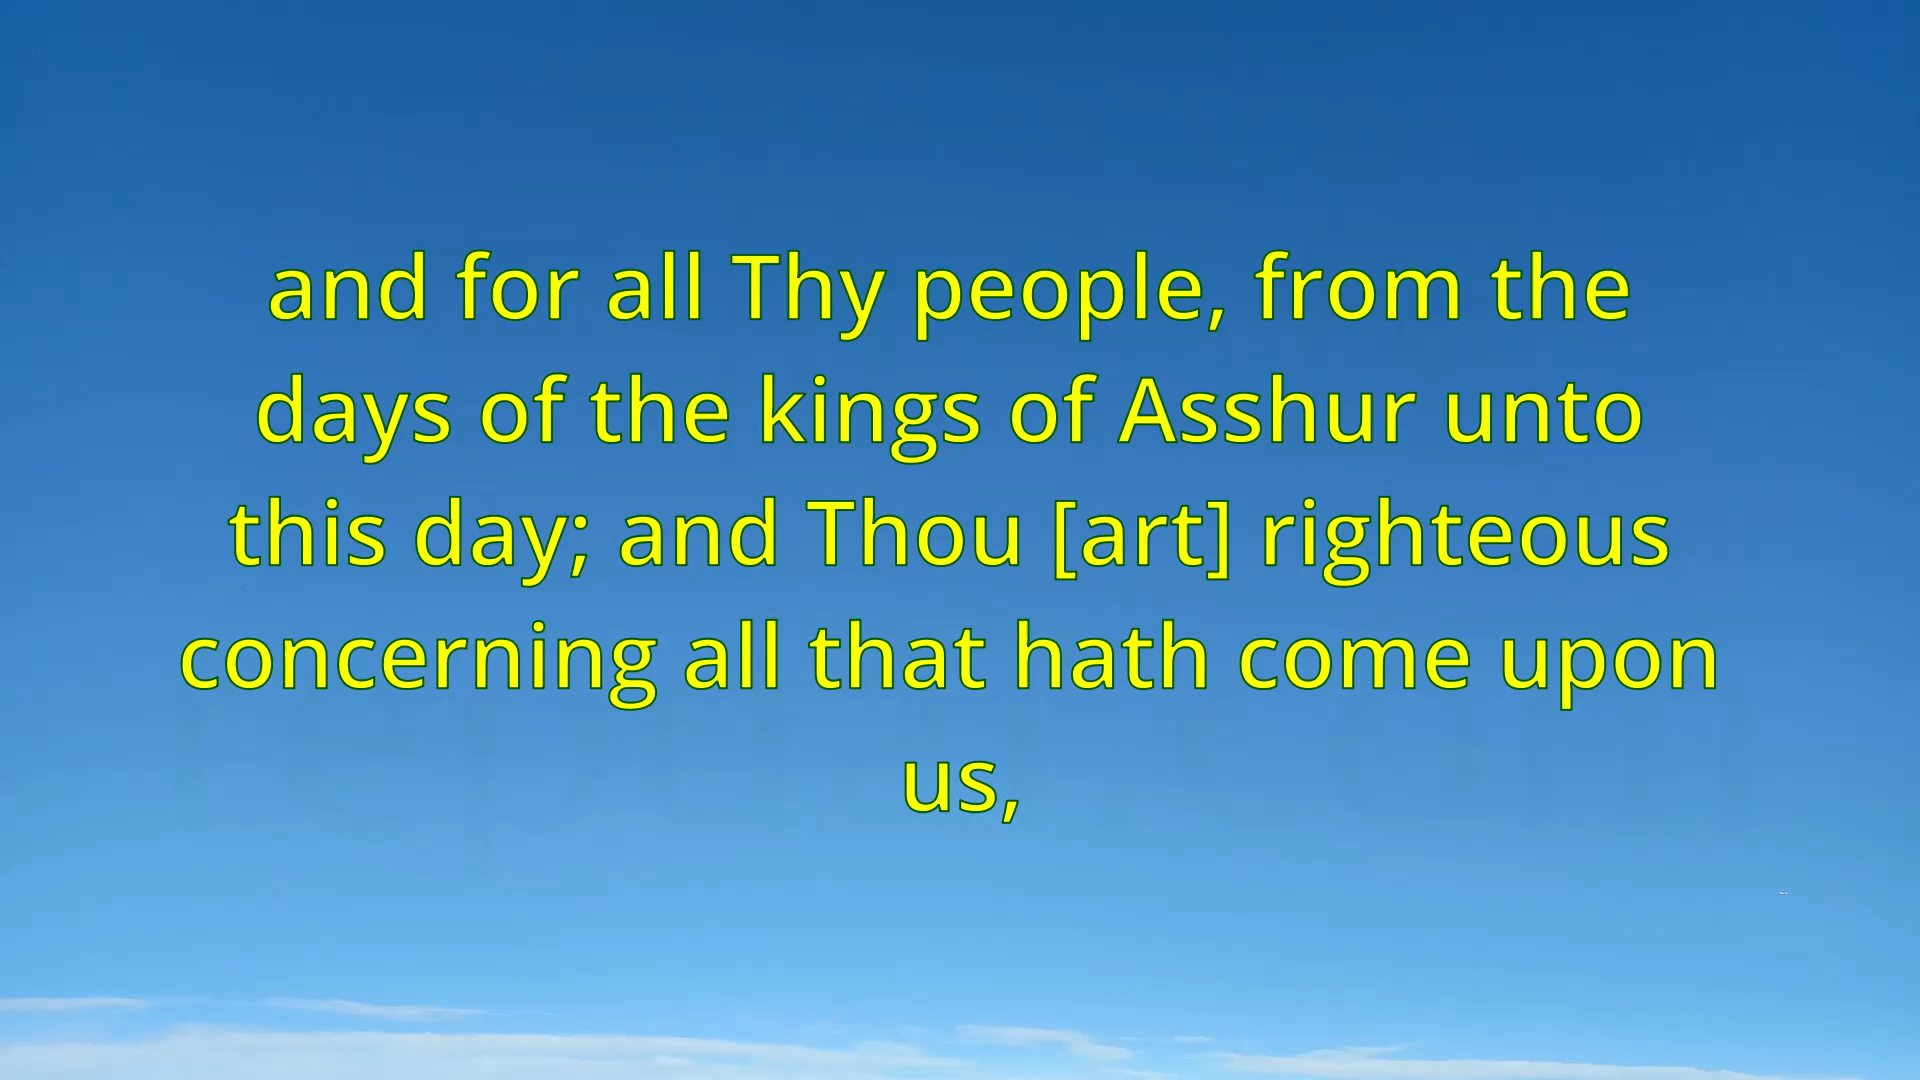 and for all Thy people, from the
days of the kings of Asshur unto
this day; and Thou [art] righteous
concerning all that hath come upon
us,